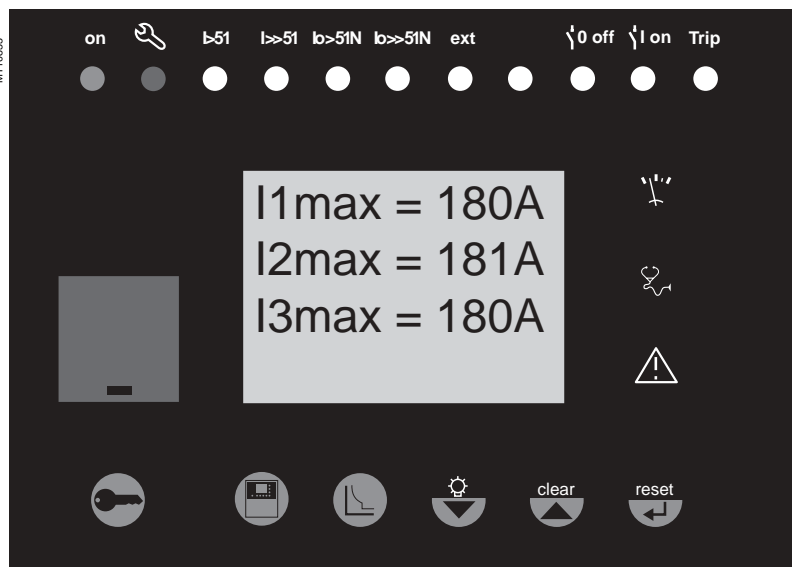 on I>51 I>>51 Io>51N Io>>51N ext 0 off I on Trip
I1max = 180A
I2max = 181A
I3max = 180A
clear reset